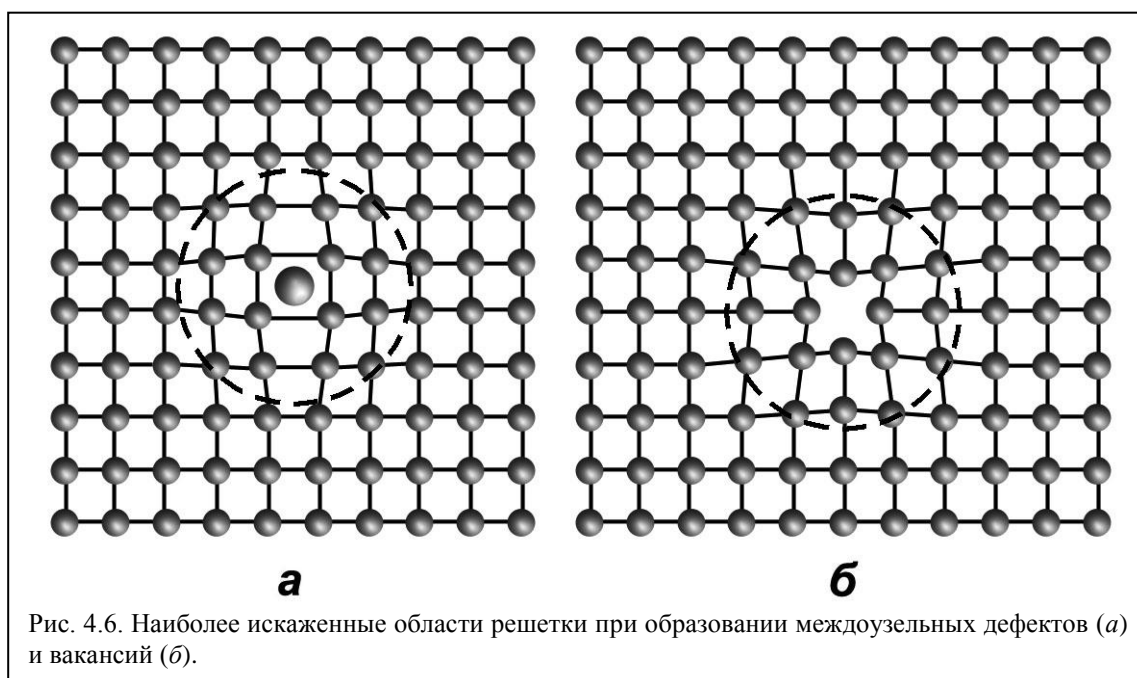 а
б
Рис. 4.6. Наиболее искаженные области решетки при образовании междоузельных дефектов (а)
и вакансий (б).